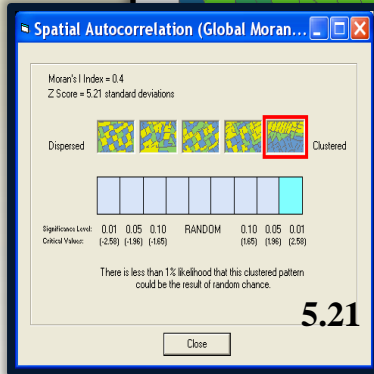 Spatial Autocorrelation (Global Moran...
Moran's I Index = 0.4
Z Score = 5.21 standard deviations
Dispersed Clustered
Significance Level: 0.01 0.05 0.10 RANDOM 0.10 0.05 0.01
Critical Values: (-2.58) (-1.96) (-1.65) (1.65) (1.96) (2.58)
There is less than 1% likelihood that this clustered pattern
could be the result of random chance.
5.21
Close